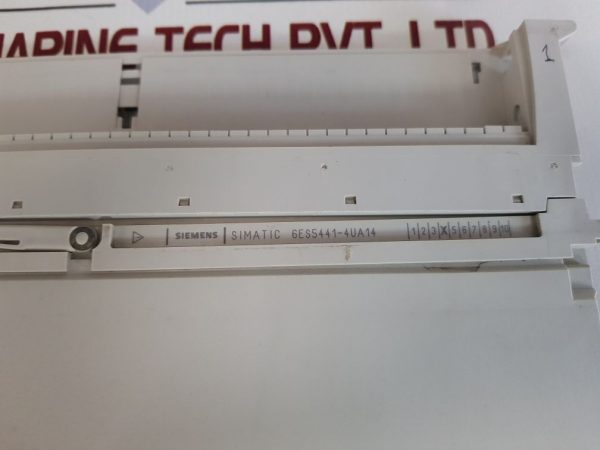 MARINE TECH PVT. LTD
1
SIEMENS SIMATIC 6ES5441-4UA14 1 2 3 X 5 6 7 8 9 10